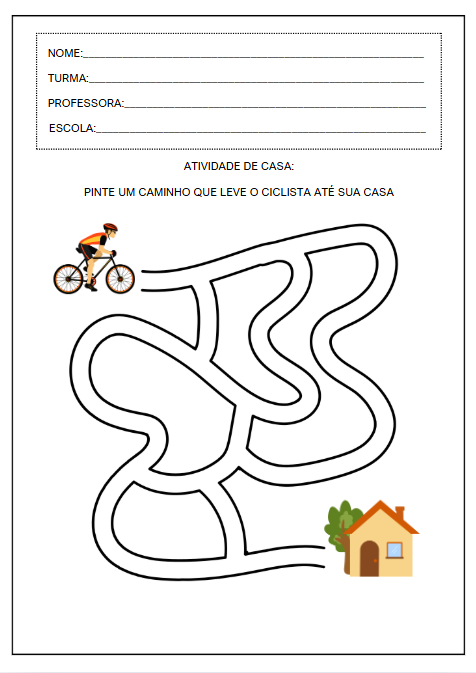 NOME:
TURMA:
PROFESSORA:
ESCOLA:
ATIVIDADE DE CASA:
PINTE UM CAMINHO QUE LEVE O CICLISTA ATÉ SUA CASA